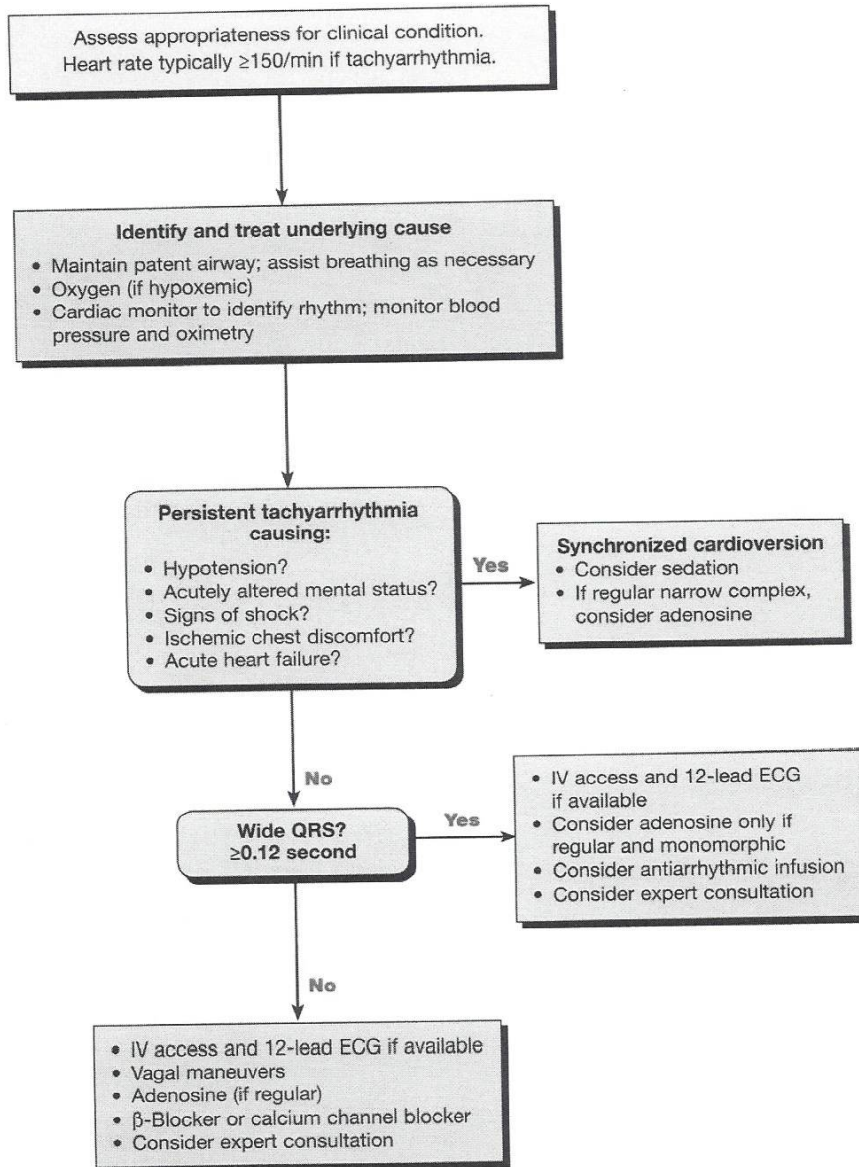 Assess appropriateness for clinical condition.
Heart rate typically ≥150/min if tachyarrhythmia.
Identify and treat underlying cause
• Maintain patent airway; assist breathing as necessary
• Oxygen (if hypoxemic)
• Cardiac monitor to identify rhythm; monitor blood
pressure and oximetry
Persistent tachyarrhythmia
causing:
• Hypotension?
• Acutely altered mental status?
• Signs of shock?
• Ischemic chest discomfort?
• Acute heart failure?
Yes
Synchronized cardioversion
• Consider sedation
• If regular narrow complex,
consider adenosine
No
Wide QRS?
≥0.12 second
Yes
• IV access and 12-lead ECG
if available
• Consider adenosine only if
regular and monomorphic
• Consider antiarrhythmic infusion
• Consider expert consultation
No
• IV access and 12-lead ECG if available
• Vagal maneuvers
• Adenosine (if regular)
• β-Blocker or calcium channel blocker
• Consider expert consultation